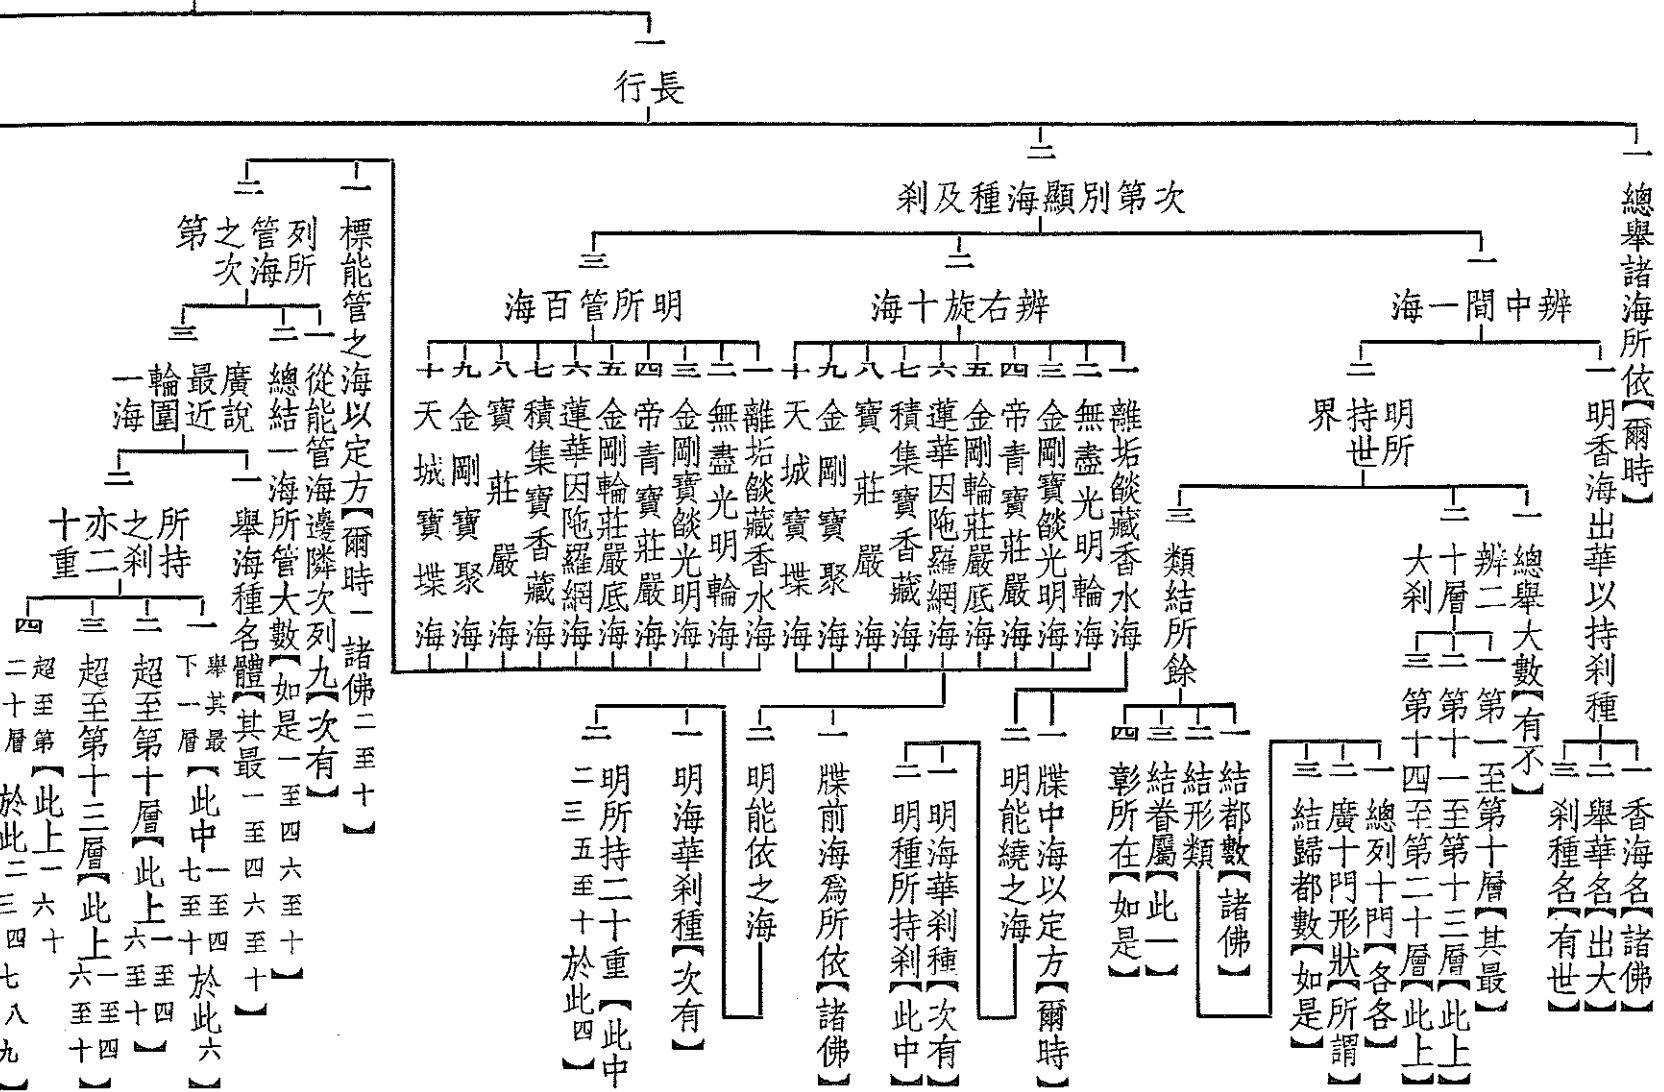 一
長行
一
總舉諸海所依【爾時】
二
次第別顯海種及剎
一
辨中間一海
一
明香海出華以持剎種
一
香海名【諸佛】
二
舉華名【出大】
三
剎種名【有世】
二
明所持世界
一
總舉大數【有不】
二
辨二十層大剎
一
第一至第十層【其最】
二
第十一至第十三層【此上】
三
第十四至第二十層【此上】
三
類結所餘
一
結都數【諸佛】
二
結形類
一
總列十門【各各】
二
廣十門形狀【所謂】
三
結歸都數【如是】
三
結眷屬【此一】
四
彰所在【如是】
二
辨右旋十海
一
離垢燄藏香水海
二
無盡光明輪海
三
金剛寶燄光明海
四
帝青寶莊嚴海
五
金剛輪莊嚴底海
六
蓮華因陁羅網海
七
積集寶香藏海
八
寶莊嚴海
九
金剛寶聚海
十
天城寶堞海
一
牒中海以定方【爾時】
二
明能繞之海
一
明海華剎種【次有】
二
明種所持剎【此中】
一
牒前海為所依【諸佛】
二
明能依之海
一
明海華剎種【次有】
二
明所持二十重【此中二三五至十於此四】
三
明所管百海
一
離垢燄藏香水海
二
無盡光明輪海
三
金剛寶燄光明海
四
帝青寶莊嚴海
五
金剛輪莊嚴底海
六
蓮華因陁羅網海
七
積集寶香藏海
八
寶莊嚴海
九
金剛寶聚海
十
天城寶堞海
一
標能管之海以定方【爾時一諸佛二至十】
二
列所管海之次第
一
從能管海邊隣次列九【次有】
二
總結一海所管大數【如是一至四六至十】
三
廣說最近輪圍一海
一
舉海種名體【其最一至四六至十】
二
所持之剎亦二十重
一
舉其最下一層【此中一至四七至十於此六】
二
超至第十層【此上一至四六至十】
三
超至第十三層【此上一至四六至十】
四
超至第二十層【此上一六十於此二三四七八九】